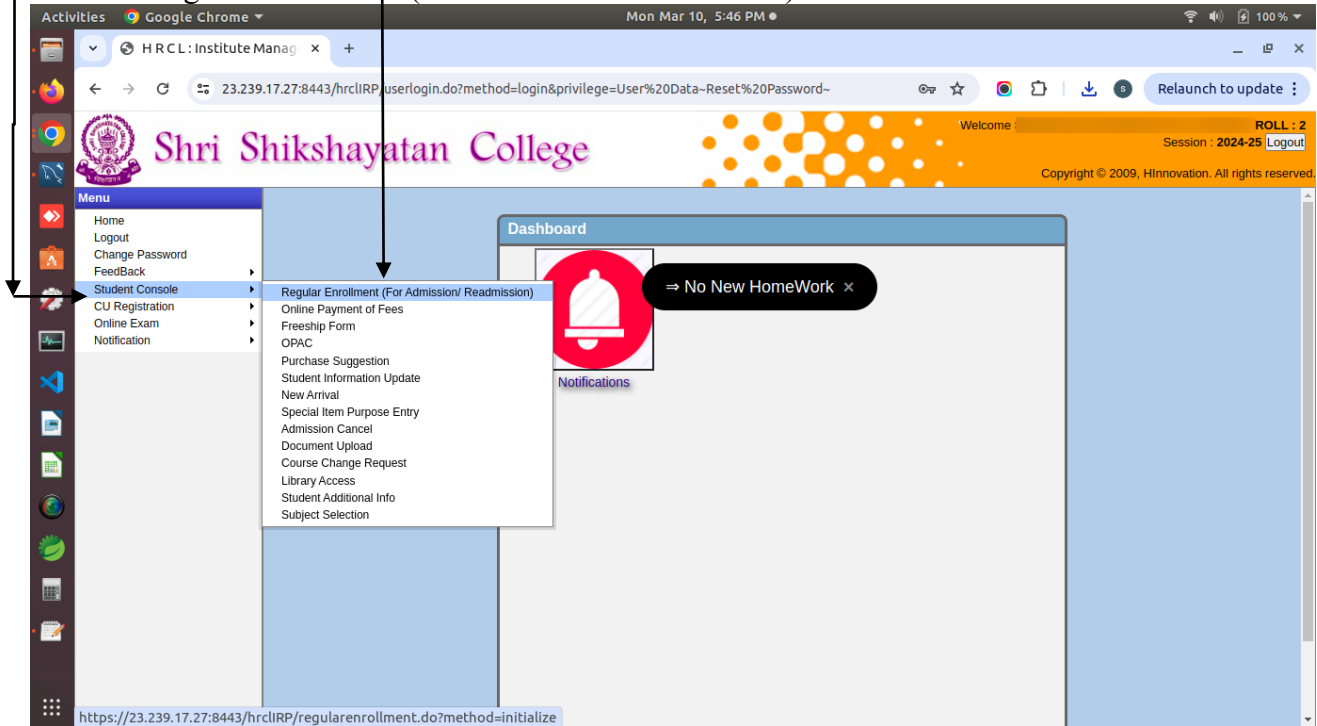 Activities Google Chrome Mon Mar 10, 5:46 PM 100 %
H R C L : Institute Manag × +
23.239.17.27:8443/hrclIRP/userlogin.do?method=login&privilege=User%20Data~Reset%20Password~ s Relaunch to update
Shri Shikshayatan College
Welcome : ROLL : 2
Session : 2024-25 Logout
Copyright © 2009, HInnovation. All rights reserved.
Menu
Home
Logout
Change Password
FeedBack
Student Console
CU Registration
Online Exam
Notification
Regular Enrollment (For Admission/ Readmission)
Online Payment of Fees
Freeship Form
OPAC
Purchase Suggestion
Student Information Update
New Arrival
Special Item Purpose Entry
Admission Cancel
Document Upload
Course Change Request
Library Access
Student Additional Info
Subject Selection
Dashboard
⇒ No New HomeWork ×
Notifications
https://23.239.17.27:8443/hrclIRP/regularenrollment.do?method=initialize